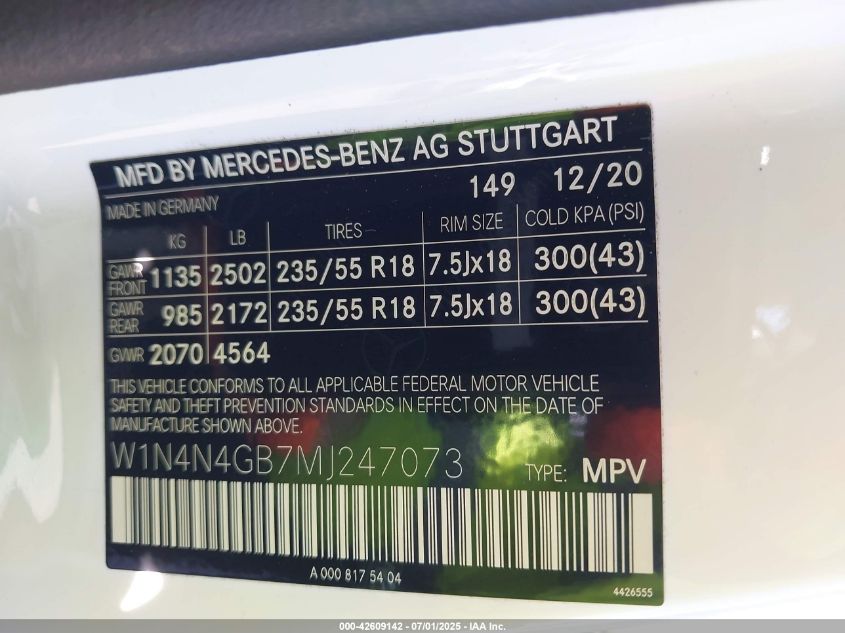 MFD BY MERCEDES-BENZ AG STUTTGART
149 12/20
MADE IN GERMANY
KG LB TIRES RIM SIZE COLD KPA (PSI)
GAWR FRONT 1135 2502 235/55 R18 7.5Jx18 300(43)
GAWR REAR 985 2172 235/55 R18 7.5Jx18 300(43)
GVWR 2070 4564
THIS VEHICLE CONFORMS TO ALL APPLICABLE FEDERAL MOTOR VEHICLE
SAFETY AND THEFT PREVENTION STANDARDS IN EFFECT ON THE DATE OF
MANUFACTURE SHOWN ABOVE.
W1N4N4GB7MJ247073 TYPE: MPV
A 000 817 54 04
4426555
000-42609142 - 07/01/2025 - IAA Inc.